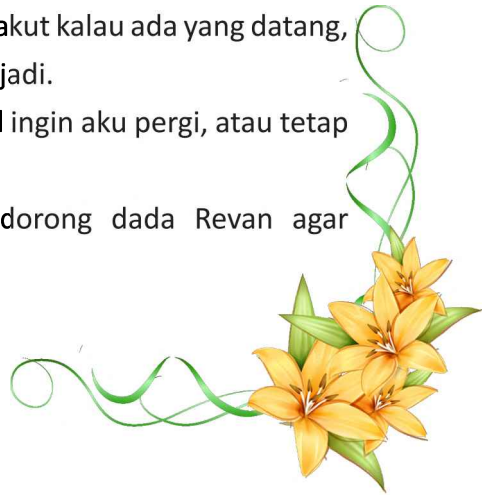 akut kalau ada yang datang,
jadi.
ingin aku pergi, atau tetap
dorong dada Revan agar